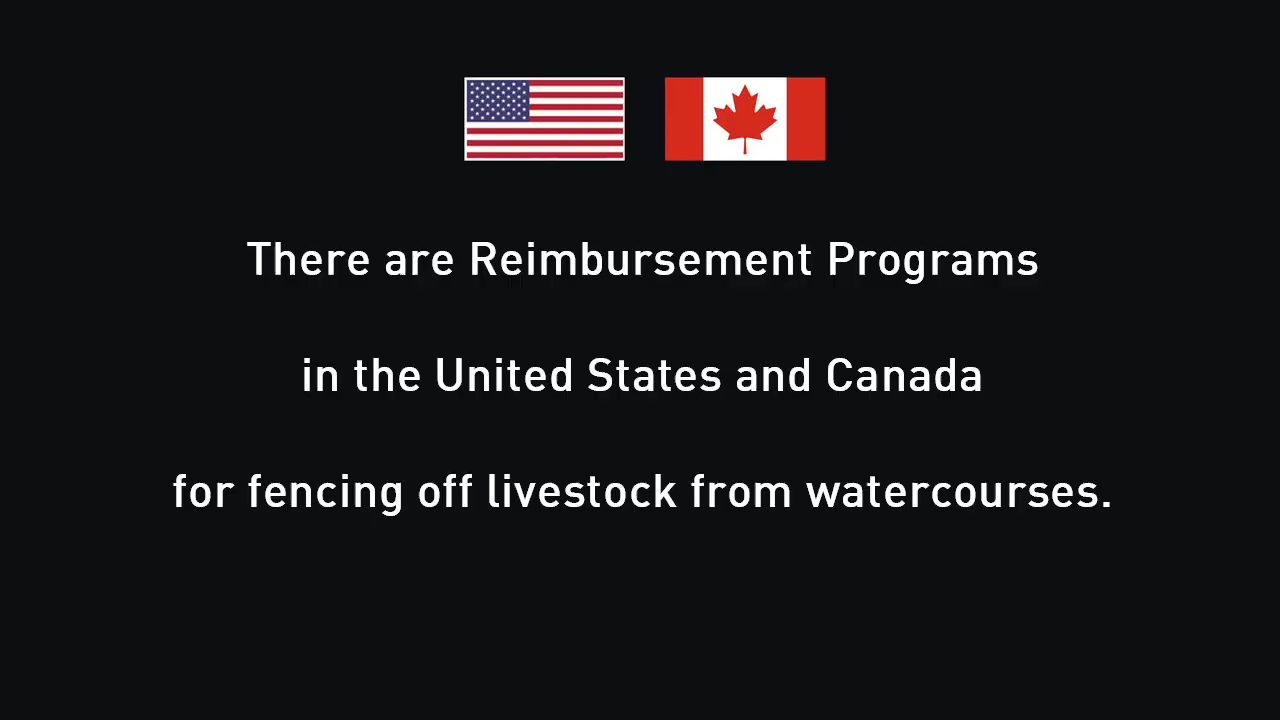 There are Reimbursement Programs
in the United States and Canada
for fencing off livestock from watercourses.